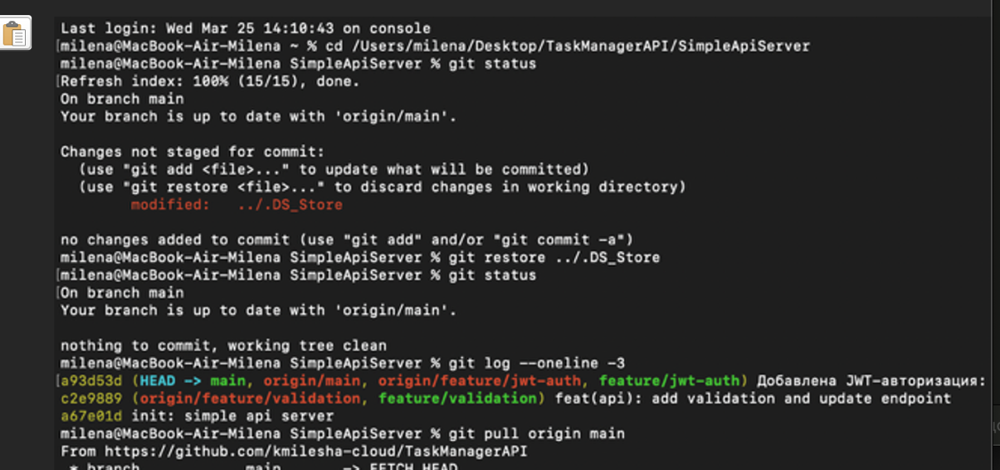 Last login: Wed Mar 25 14:10:43 on console
[milena@MacBook-Air-Milena ~ % cd /Users/milena/Desktop/TaskManagerAPI/SimpleApiServer
milena@MacBook-Air-Milena SimpleApiServer % git status
[Refresh index: 100% (15/15), done.
On branch main
Your branch is up to date with 'origin/main'.
Changes not staged for commit:
(use "git add <file>..." to update what will be committed)
(use "git restore <file>..." to discard changes in working directory)
modified: ../.DS_Store
no changes added to commit (use "git add" and/or "git commit -a")
milena@MacBook-Air-Milena SimpleApiServer % git restore ../.DS_Store
[milena@MacBook-Air-Milena SimpleApiServer % git status
[On branch main
Your branch is up to date with 'origin/main'.
nothing to commit, working tree clean
milena@MacBook-Air-Milena SimpleApiServer % git log --oneline -3
[a93d53d (HEAD -> main, origin/main, origin/feature/jwt-auth, feature/jwt-auth) Добавлена JWT-авторизация:
c2e9889 (origin/feature/validation, feature/validation) feat(api): add validation and update endpoint
a67e01d init: simple api server
milena@MacBook-Air-Milena SimpleApiServer % git pull origin main
From https://github.com/kmilesha-cloud/TaskManagerAPI
* branch main -> FETCH_HEAD